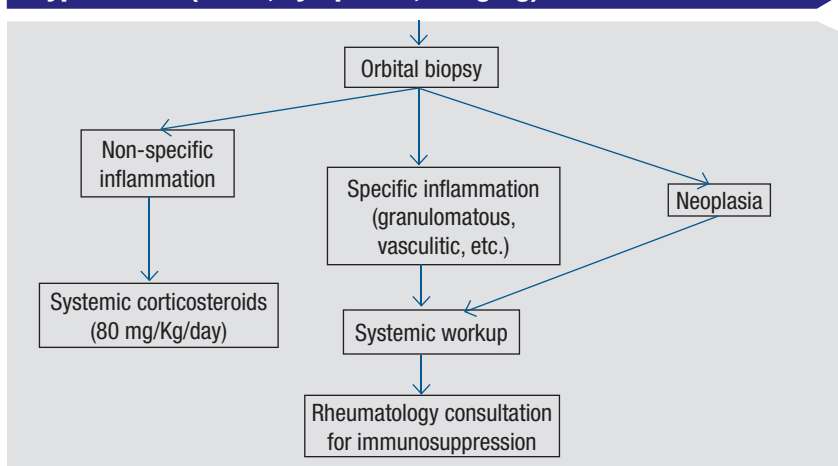 Orbital biopsy
Non-specific
inflammation
Specific inflammation
(granulomatous,
vasculitic, etc.)
Neoplasia
Systemic corticosteroids
(80 mg/Kg/day)
Systemic workup
Rheumatology consultation
for immunosuppression